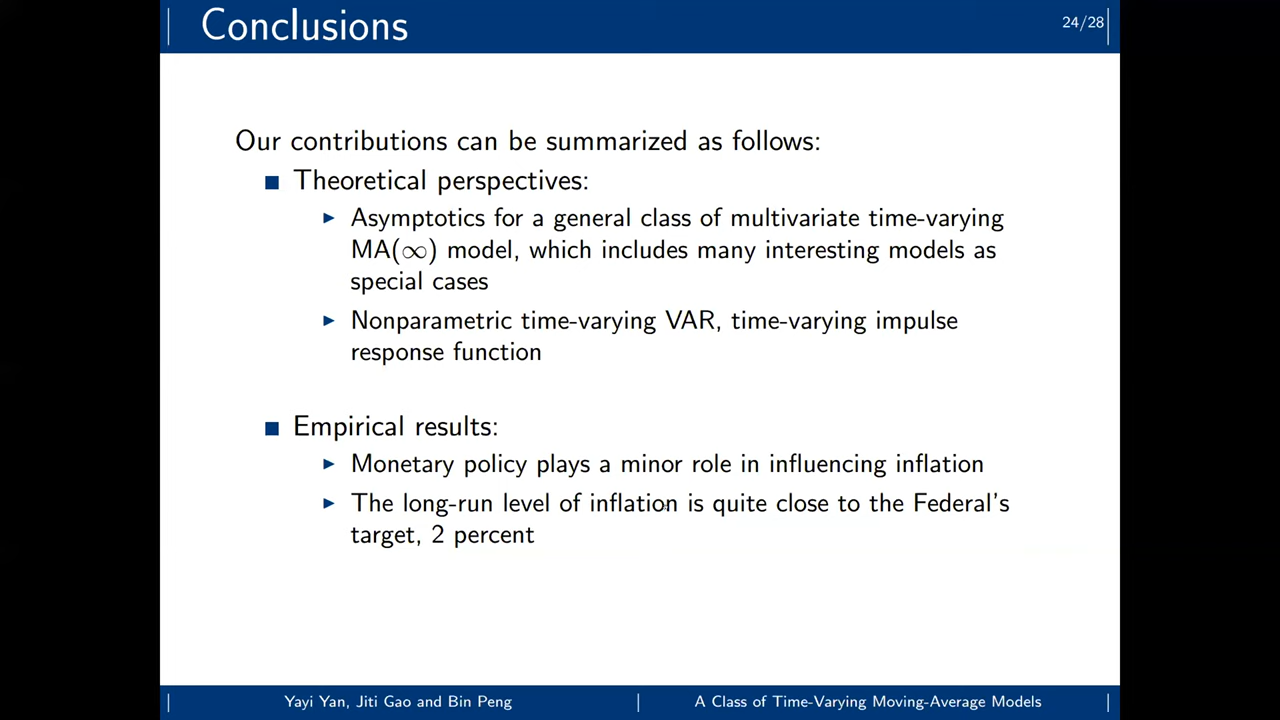 Conclusions
24/28
Our contributions can be summarized as follows:
Theoretical perspectives:
Asymptotics for a general class of multivariate time-varying
MA(∞) model, which includes many interesting models as
special cases
Nonparametric time-varying VAR, time-varying impulse
response function
Empirical results:
Monetary policy plays a minor role in influencing inflation
The long-run level of inflation is quite close to the Federal's
target, 2 percent
Yayi Yan, Jiti Gao and Bin Peng
A Class of Time-Varying Moving-Average Models